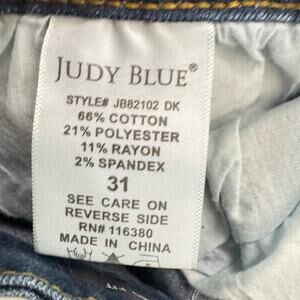 JUDY BLUE®
STYLE# JB82102 DK
66% COTTON
21% POLYESTER
11% RAYON
2% SPANDEX
31
SEE CARE ON
REVERSE SIDE
RN# 116380
MADE IN CHINA